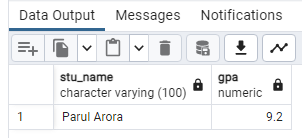 Data Output Messages Notifications
stu_name gpa
character varying (100) numeric
1 Parul Arora 9.2